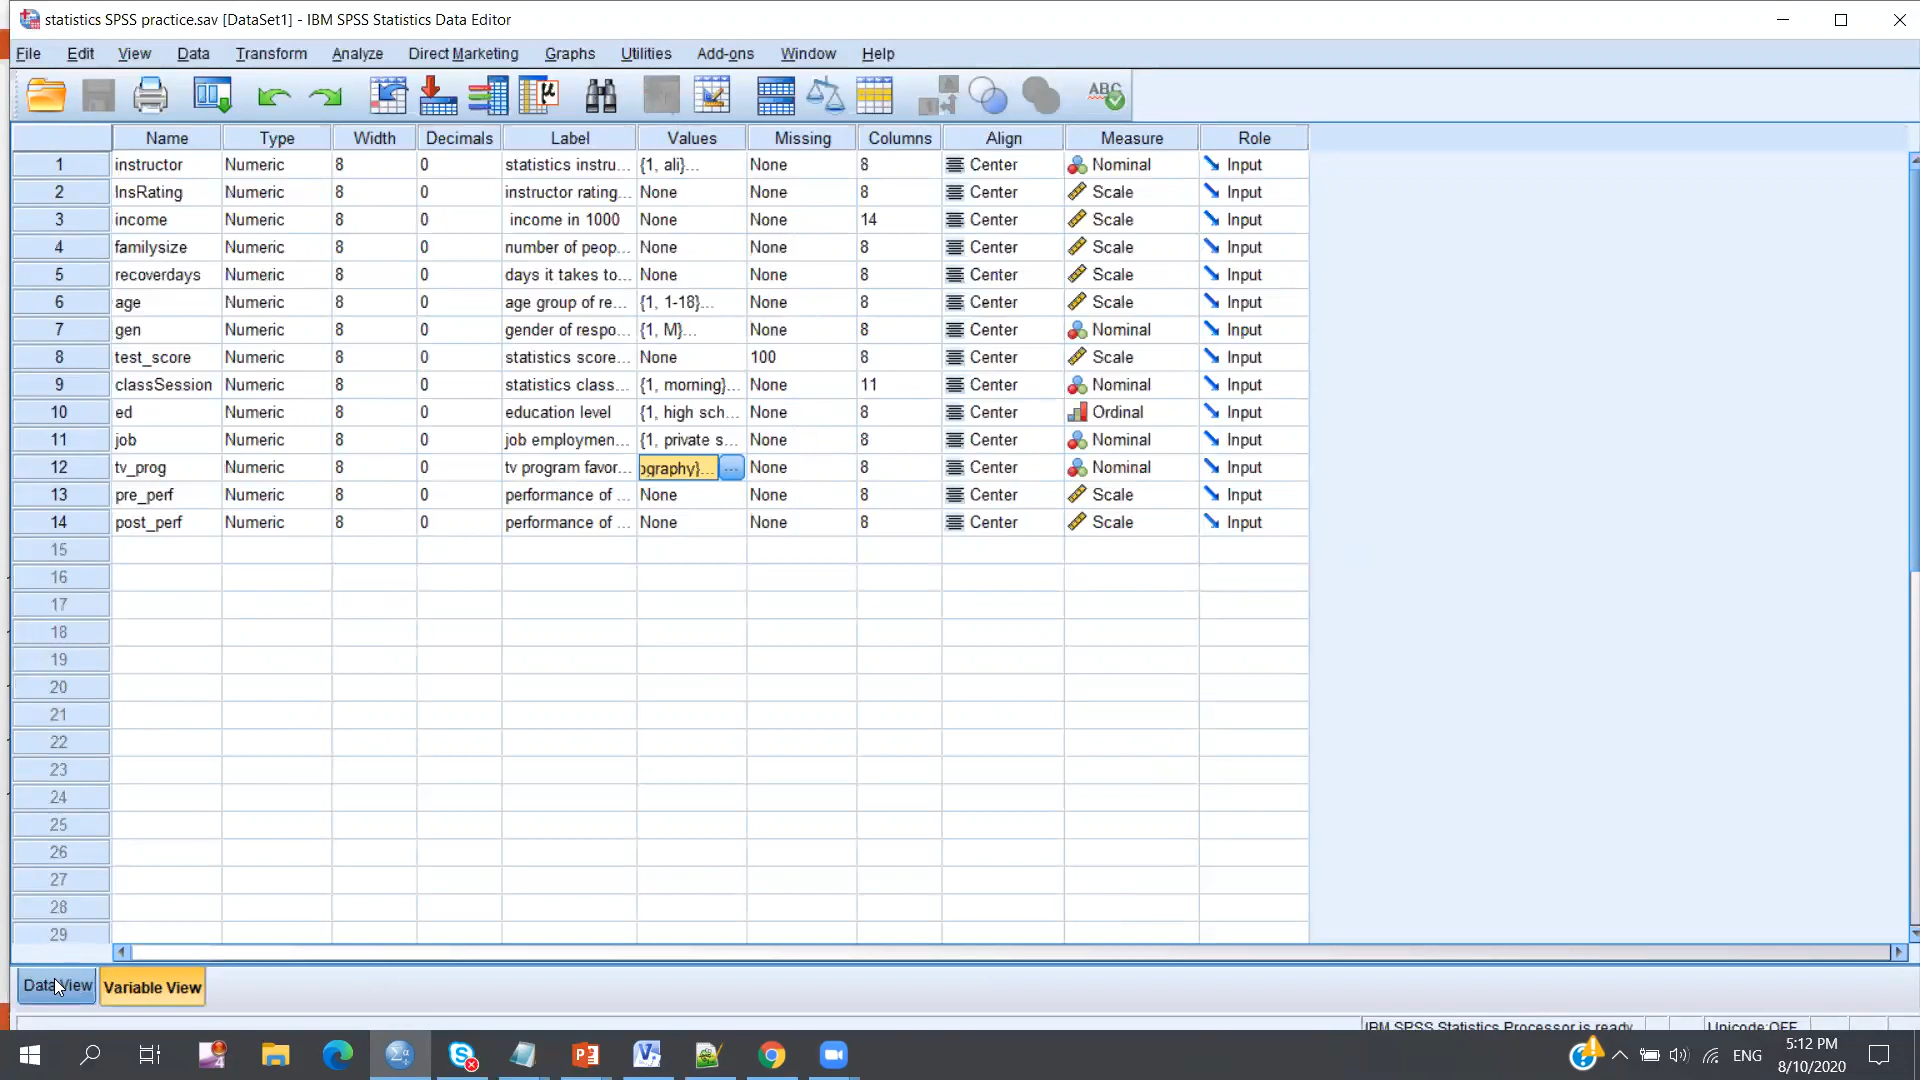 statistics SPSS practice.sav [DataSet1] - IBM SPSS Statistics Data Editor
File Edit View Data Transform Analyze Direct Marketing Graphs Utilities Add-ons Window Help
Name Type Width Decimals Label Values Missing Columns Align Measure Role
1 instructor Numeric 8 0 statistics instru... {1, ali}... None 8 Center Nominal Input
2 InsRating Numeric 8 0 instructor rating... None None 8 Center Scale Input
3 income Numeric 8 0 income in 1000 None None 14 Center Scale Input
4 familysize Numeric 8 0 number of peop... None None 8 Center Scale Input
5 recoverdays Numeric 8 0 days it takes to... None None 8 Center Scale Input
6 age Numeric 8 0 age group of re... {1, 1-18}... None 8 Center Scale Input
7 gen Numeric 8 0 gender of respo... {1, M}... None 8 Center Nominal Input
8 test_score Numeric 8 0 statistics score... None 100 8 Center Scale Input
9 classSession Numeric 8 0 statistics class... {1, morning}... None 11 Center Nominal Input
10 ed Numeric 8 0 education level {1, high sch... None 8 Center Ordinal Input
11 job Numeric 8 0 job employmen... {1, private s... None 8 Center Nominal Input
12 tv_prog Numeric 8 0 tv program favor... ography}... ... None 8 Center Nominal Input
13 pre_perf Numeric 8 0 performance of ... None None 8 Center Scale Input
14 post_perf Numeric 8 0 performance of ... None None 8 Center Scale Input
15
16
17
18
19
20
21
22
23
24
25
26
27
28
29
Data View Variable View
IBM SPSS Statistics Processor is ready Unicode:OFF
ENG 5:12 PM
8/10/2020